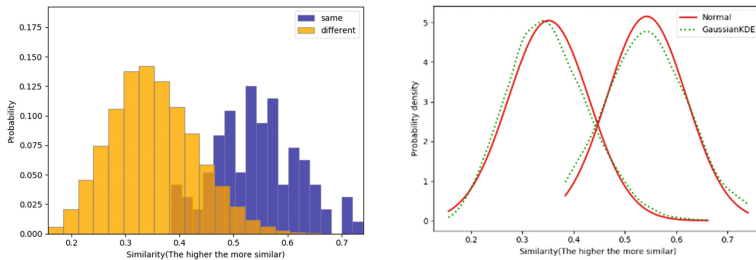 same
different
Probability
0.175
0.150
0.125
0.100
0.075
0.050
0.025
0.000
0.2 0.3 0.4 0.5 0.6 0.7
Similarity(The higher the more similar)
Normal
GaussianKDE
Probability density
5
4
3
2
1
0
0.2 0.3 0.4 0.5 0.6 0.7
Similarity(The higher the more similar)